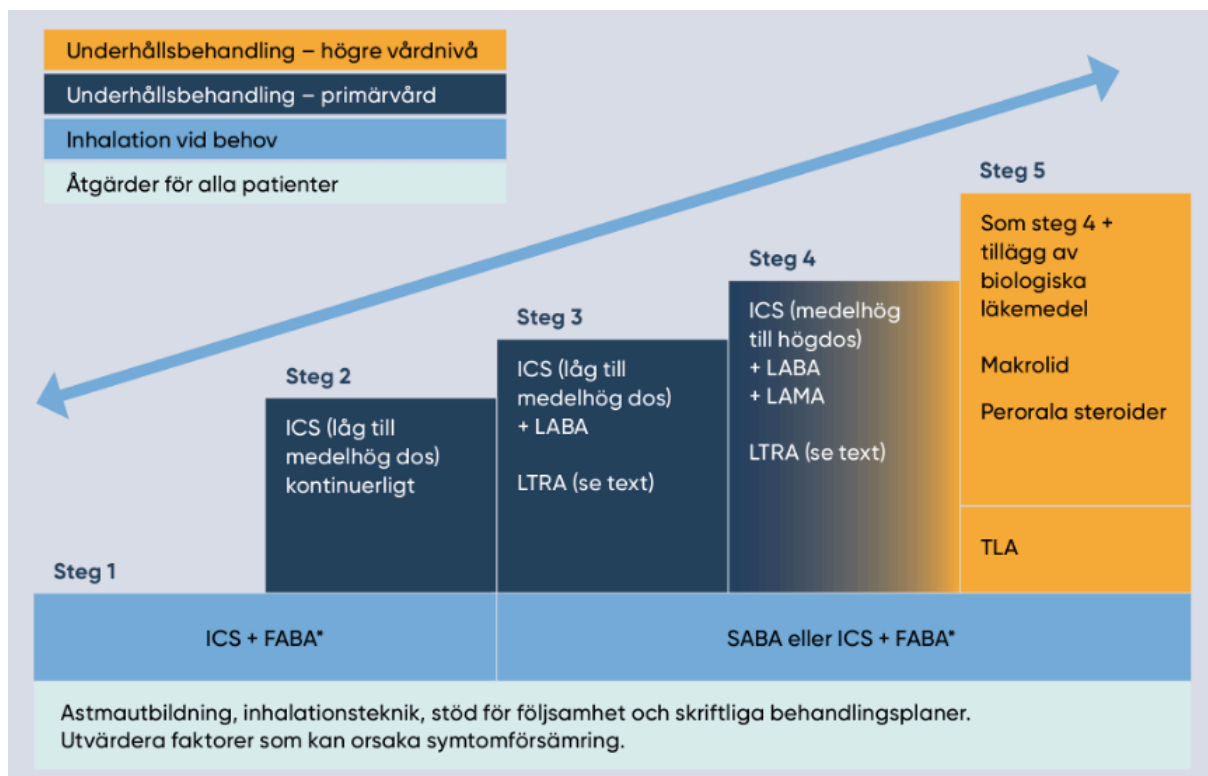 Underhållsbehandling – högre vårdnivå
Underhållsbehandling – primärvård
Inhalation vid behov
Åtgärder för alla patienter
Steg 1
Steg 2
ICS (låg till
medelhög dos)
kontinuerligt
Steg 3
ICS (låg till
medelhög dos)
+ LABA
LTRA (se text)
Steg 4
ICS (medelhög
till högdos)
+ LABA
+ LAMA
LTRA (se text)
Steg 5
Som steg 4 +
tillägg av
biologiska
läkemedel
Makrolid
Perorala steroider
TLA
ICS + FABA*
SABA eller ICS + FABA*
Astmautbildning, inhalationsteknik, stöd för följsamhet och skriftliga behandlingsplaner.
Utvärdera faktorer som kan orsaka symtomförsämring.